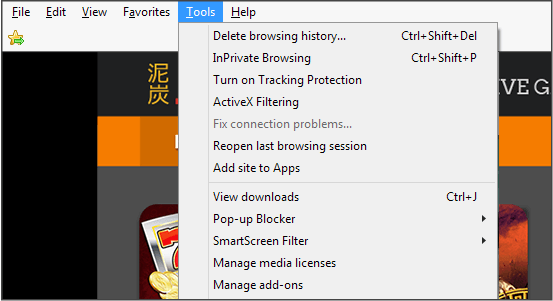 File Edit View Favorites Tools Help
Delete browsing history... Ctrl+Shift+Del
InPrivate Browsing Ctrl+Shift+P
Turn on Tracking Protection
ActiveX Filtering
Fix connection problems...
Reopen last browsing session
Add site to Apps
View downloads Ctrl+J
Pop-up Blocker
SmartScreen Filter
Manage media licenses
Manage add-ons
泥
炭
VE G